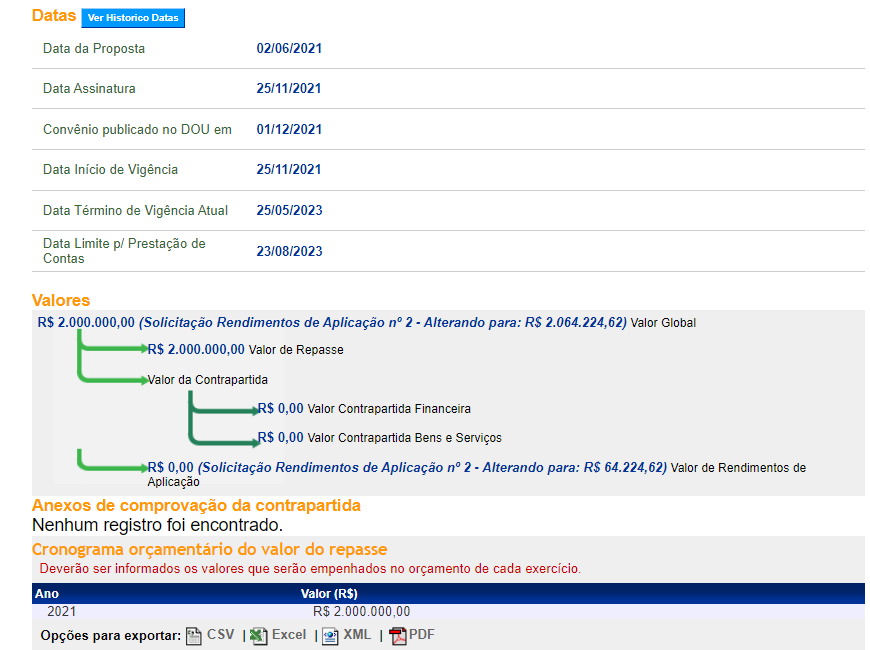 Datas Ver Historico Datas
Data da Proposta 02/06/2021
Data Assinatura 25/11/2021
Convênio publicado no DOU em 01/12/2021
Data Início de Vigência 25/11/2021
Data Término de Vigência Atual 25/05/2023
Data Limite p/ Prestação de
Contas 23/08/2023
Valores
R$ 2.000.000,00 (Solicitação Rendimentos de Aplicação nº 2 - Alterando para: R$ 2.064.224,62) Valor Global
R$ 2.000.000,00 Valor de Repasse
Valor da Contrapartida
R$ 0,00 Valor Contrapartida Financeira
R$ 0,00 Valor Contrapartida Bens e Serviços
R$ 0,00 (Solicitação Rendimentos de Aplicação nº 2 - Alterando para: R$ 64.224,62) Valor de Rendimentos de
Aplicação
Anexos de comprovação da contrapartida
Nenhum registro foi encontrado.
Cronograma orçamentário do valor do repasse
Deverão ser informados os valores que serão empenhados no orçamento de cada exercício.
Ano Valor (R$)
2021 R$ 2.000.000,00
Opções para exportar: CSV | Excel | XML | PDF